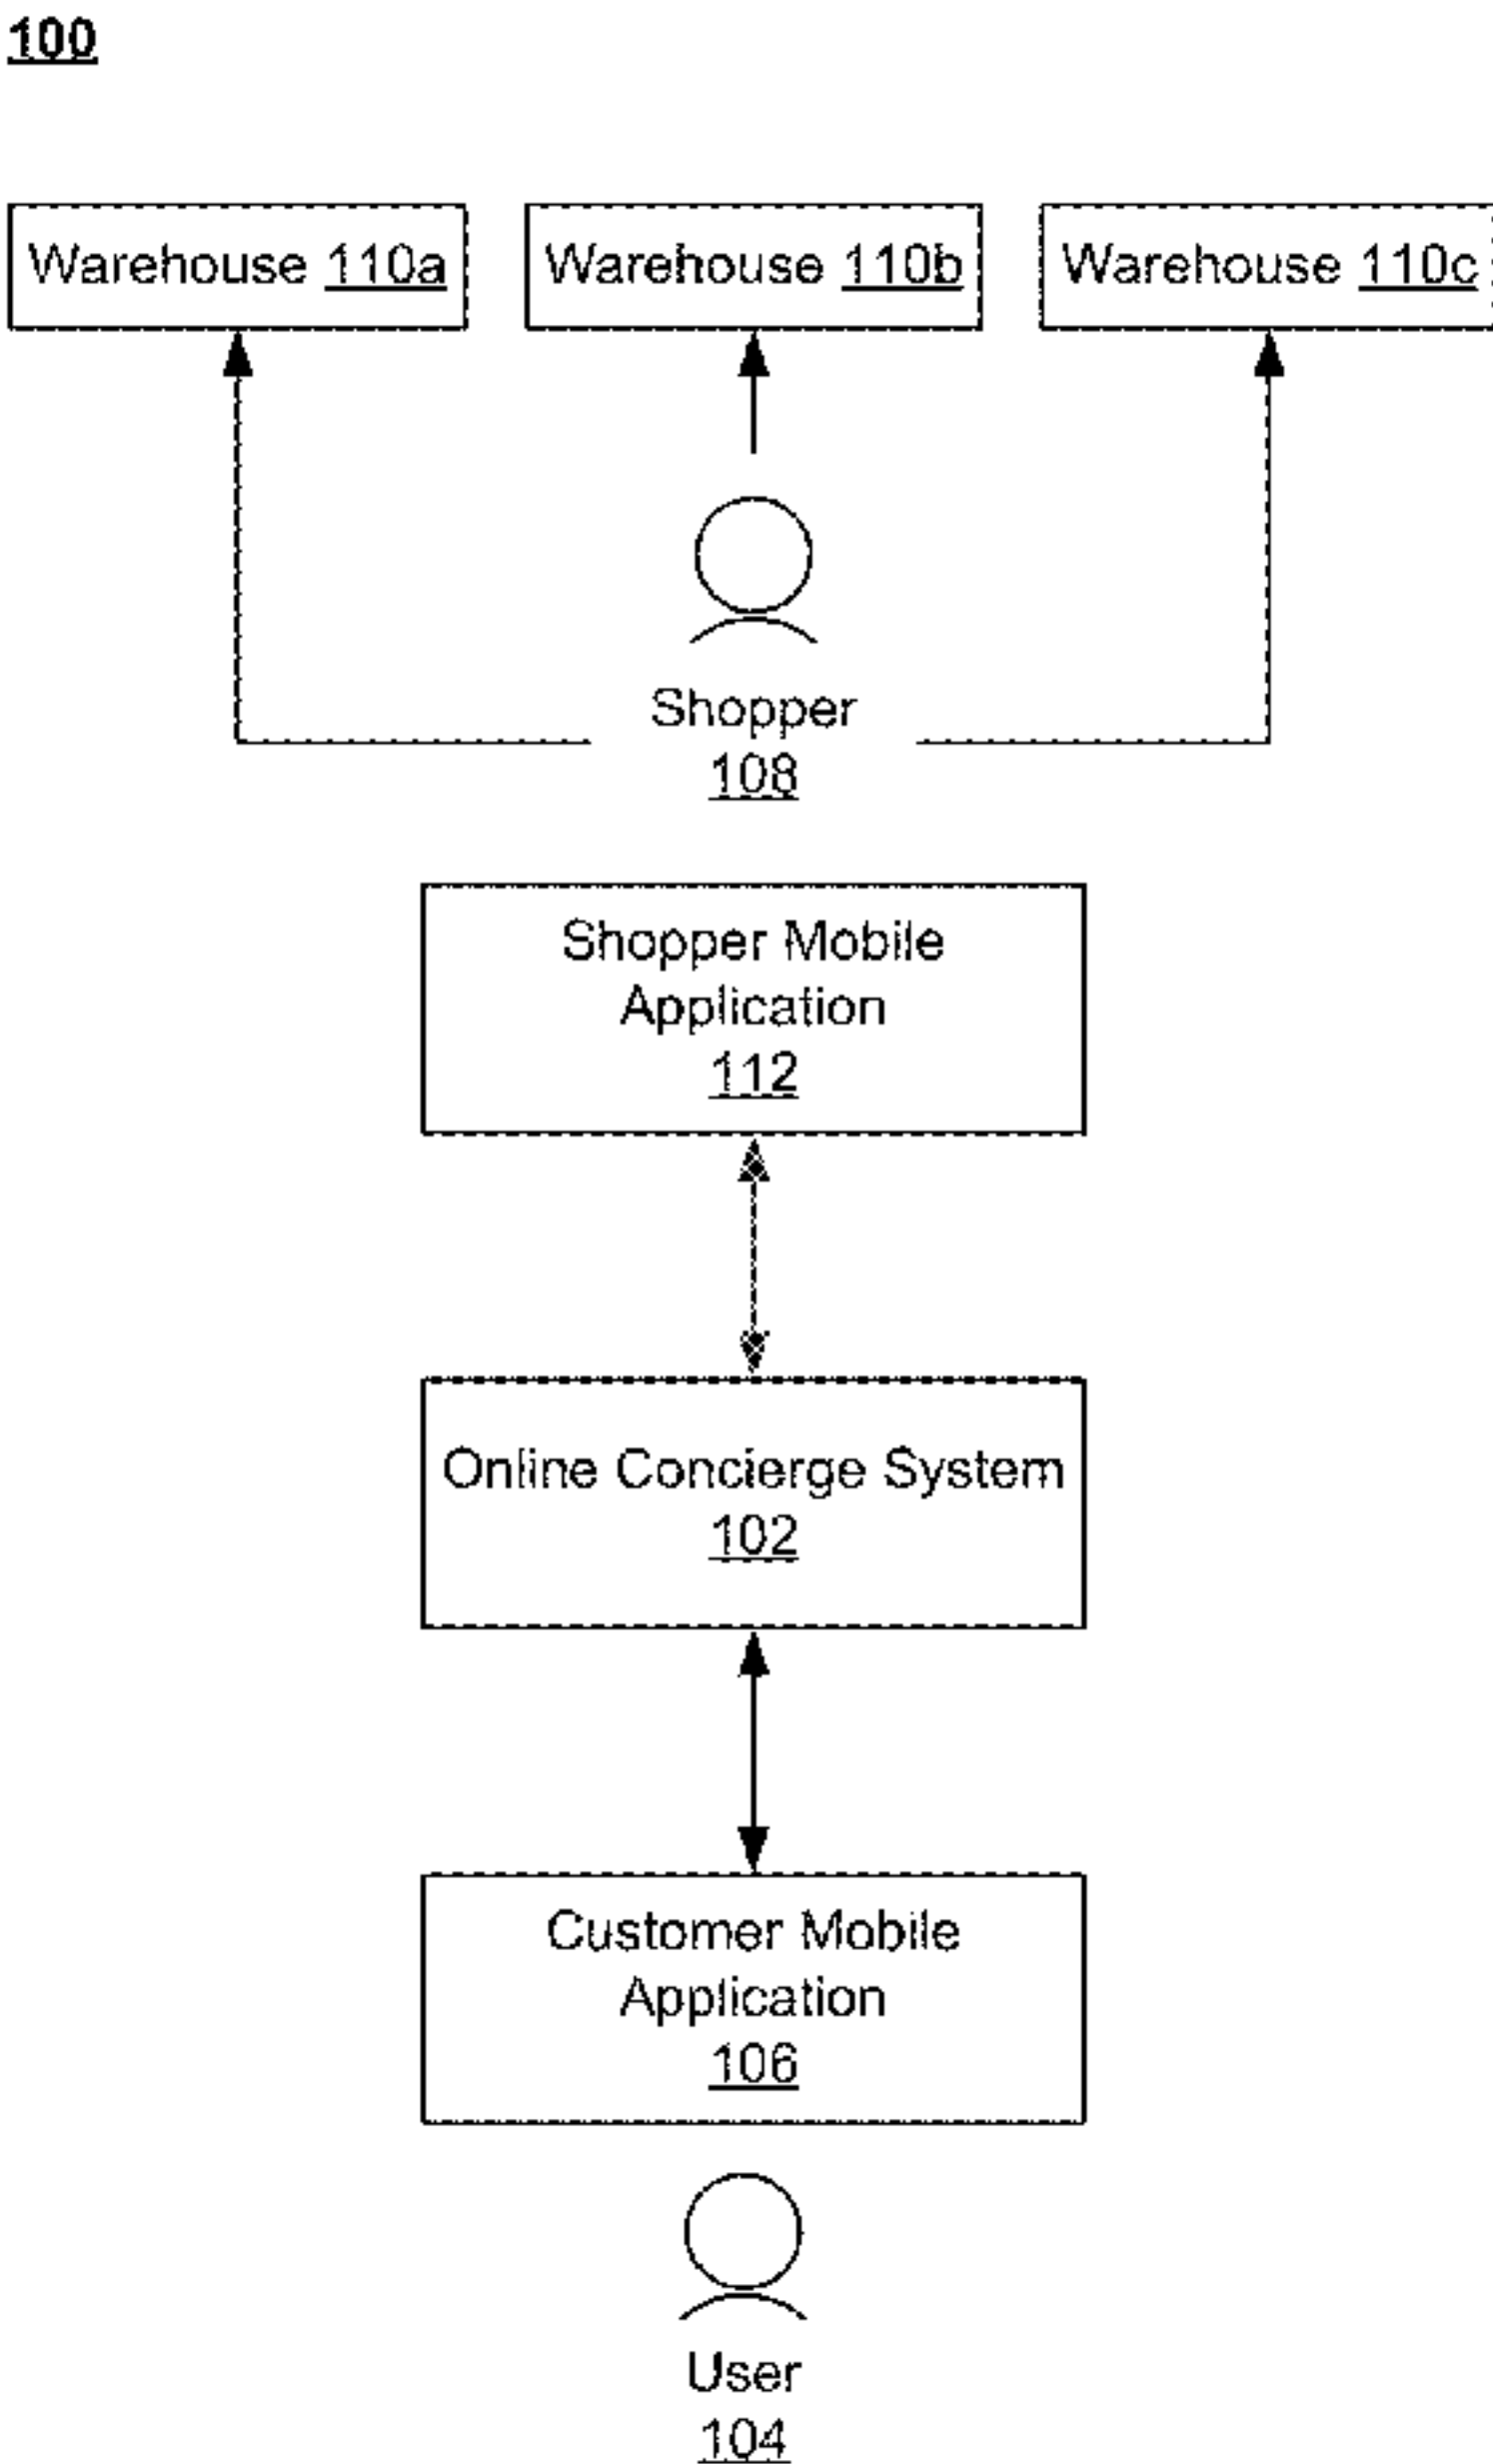 100
Warehouse 110a
Warehouse 110b
Warehouse 110c
Shopper
108
Shopper Mobile
Application
112
Online Concierge System
102
Customer Mobile
Application
106
User
104